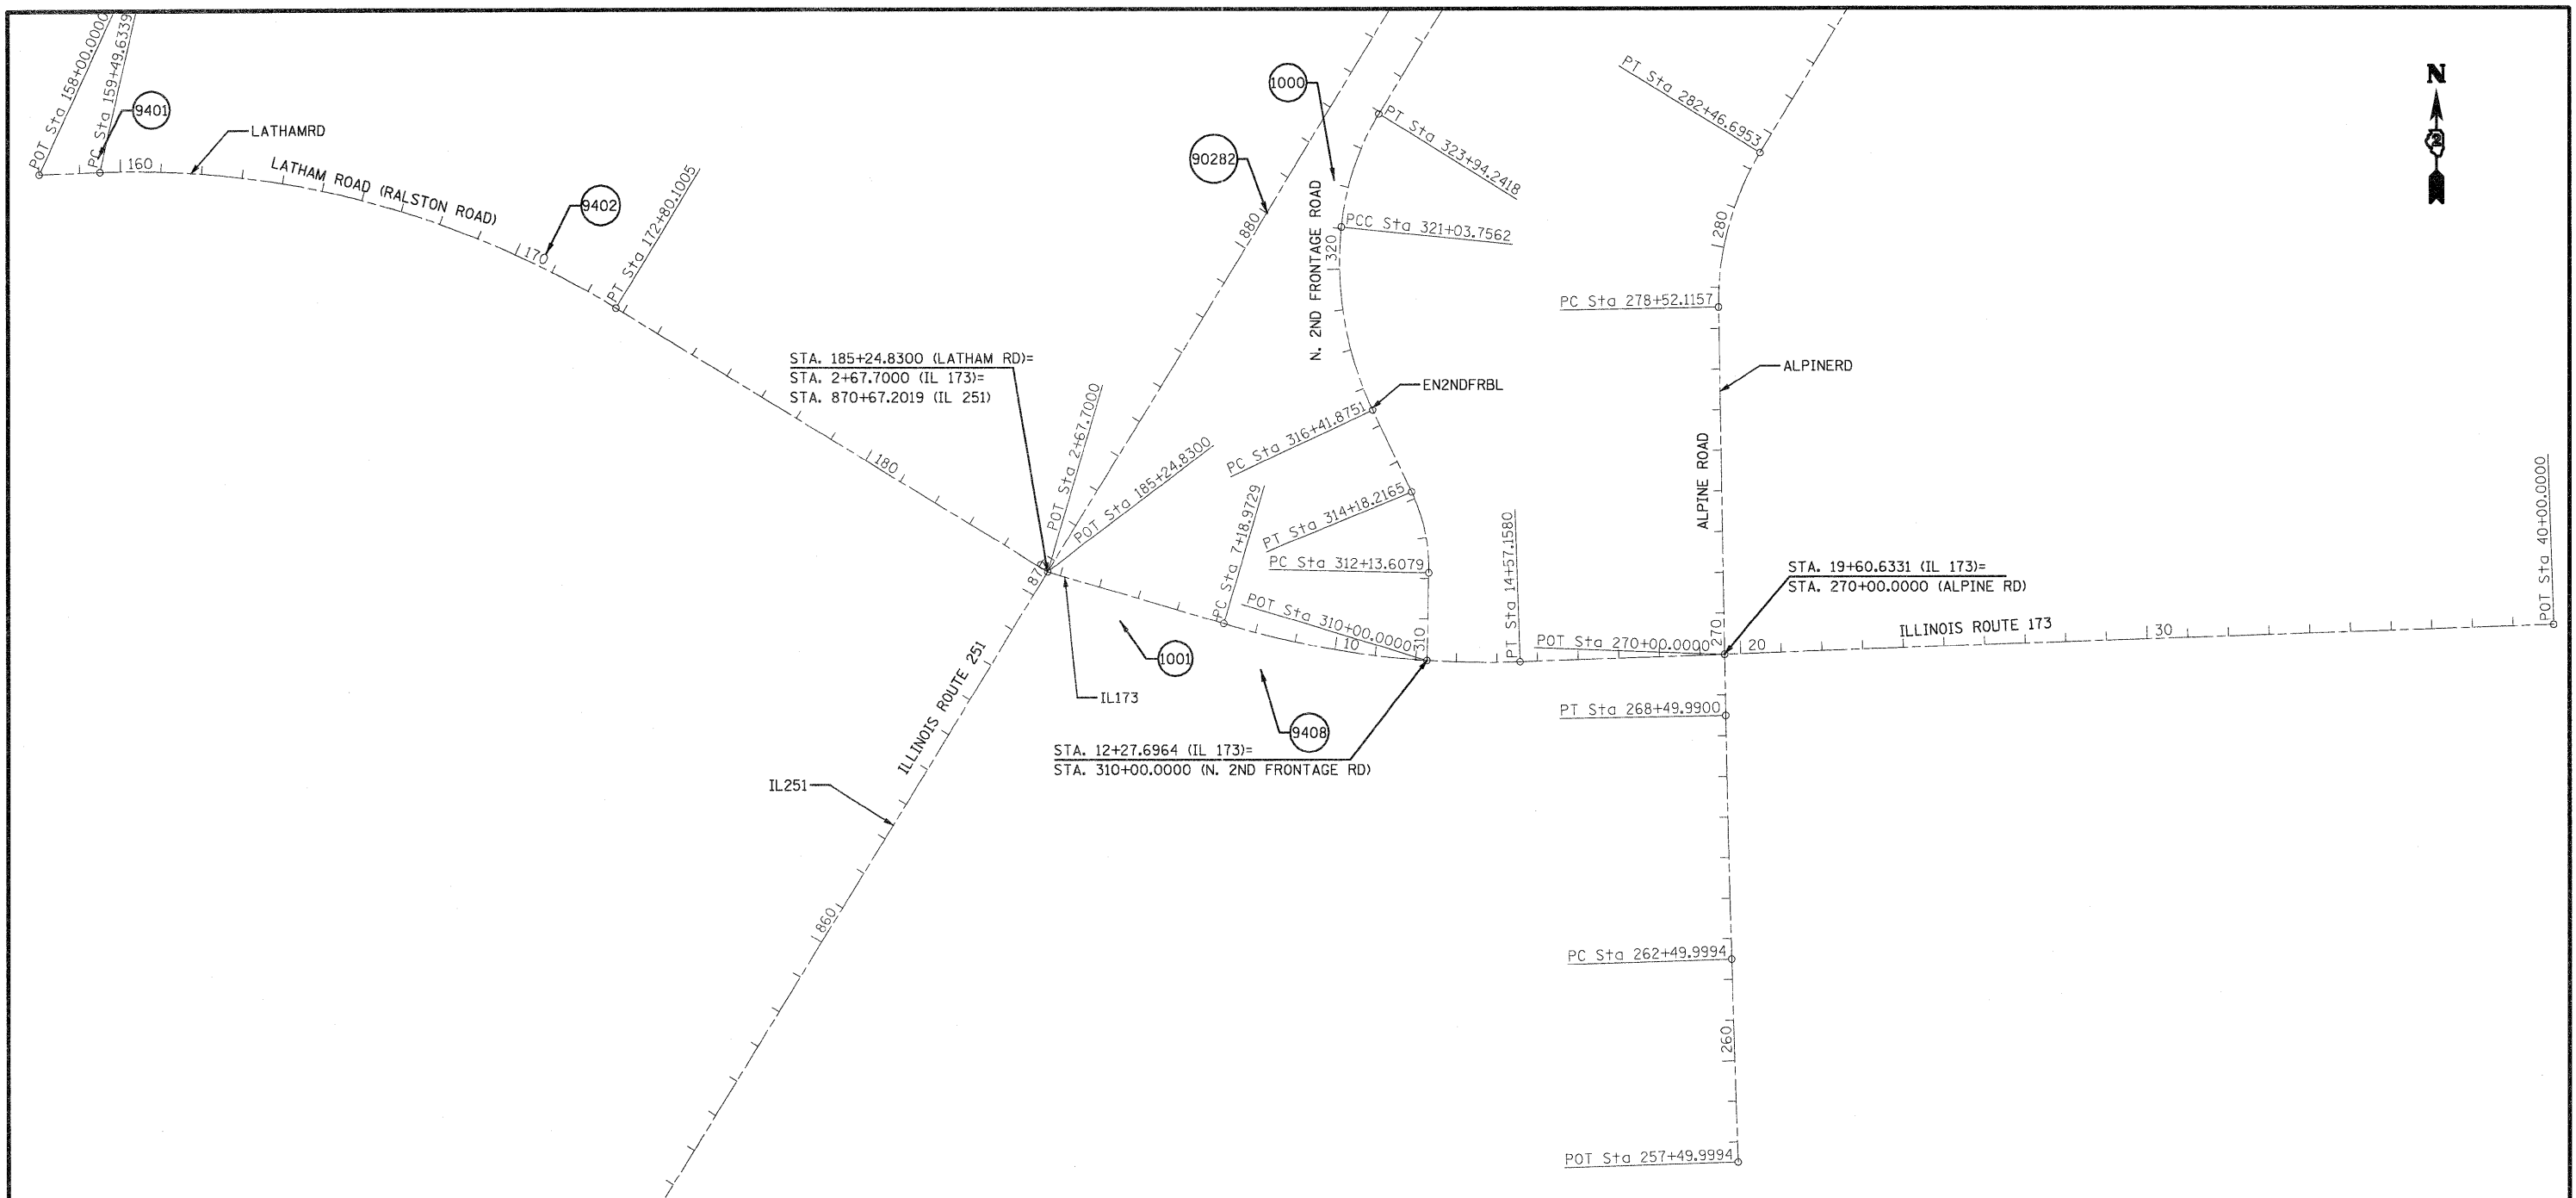 POT Sta 158+00.0000
PC Sta 159+49.6339
9401
160
LATHAMRD
LATHAM ROAD (RALSTON ROAD)
170
9402
PT Sta 172+80.1005
180
STA. 185+24.8300 (LATHAM RD)=
STA. 2+67.7000 (IL 173)=
STA. 870+67.2019 (IL 251)
POT Sta 2+67.7000
POT Sta 185+24.8300
870
880
90282
1000
N. 2ND FRONTAGE ROAD
PT Sta 323+94.2418
PCC Sta 321+03.7562
320
EN2NDFRBL
PC Sta 316+41.8751
PT Sta 314+18.2165
PC Sta 312+13.6079
POT Sta 310+00.0000
310
PC Sta 7+18.9729
10
PT Sta 14+57.1580
1001
9408
IL173
STA. 12+27.6964 (IL 173)=
STA. 310+00.0000 (N. 2ND FRONTAGE RD)
ILLINOIS ROUTE 251
IL251
860
PT Sta 282+46.6953
280
PC Sta 278+52.1157
ALPINERD
ALPINE ROAD
STA. 19+60.6331 (IL 173)=
STA. 270+00.0000 (ALPINE RD)
POT Sta 270+00.0000
270
20
ILLINOIS ROUTE 173
30
POT Sta 40+00.0000
PT Sta 268+49.9900
PC Sta 262+49.9994
260
POT Sta 257+49.9994
N